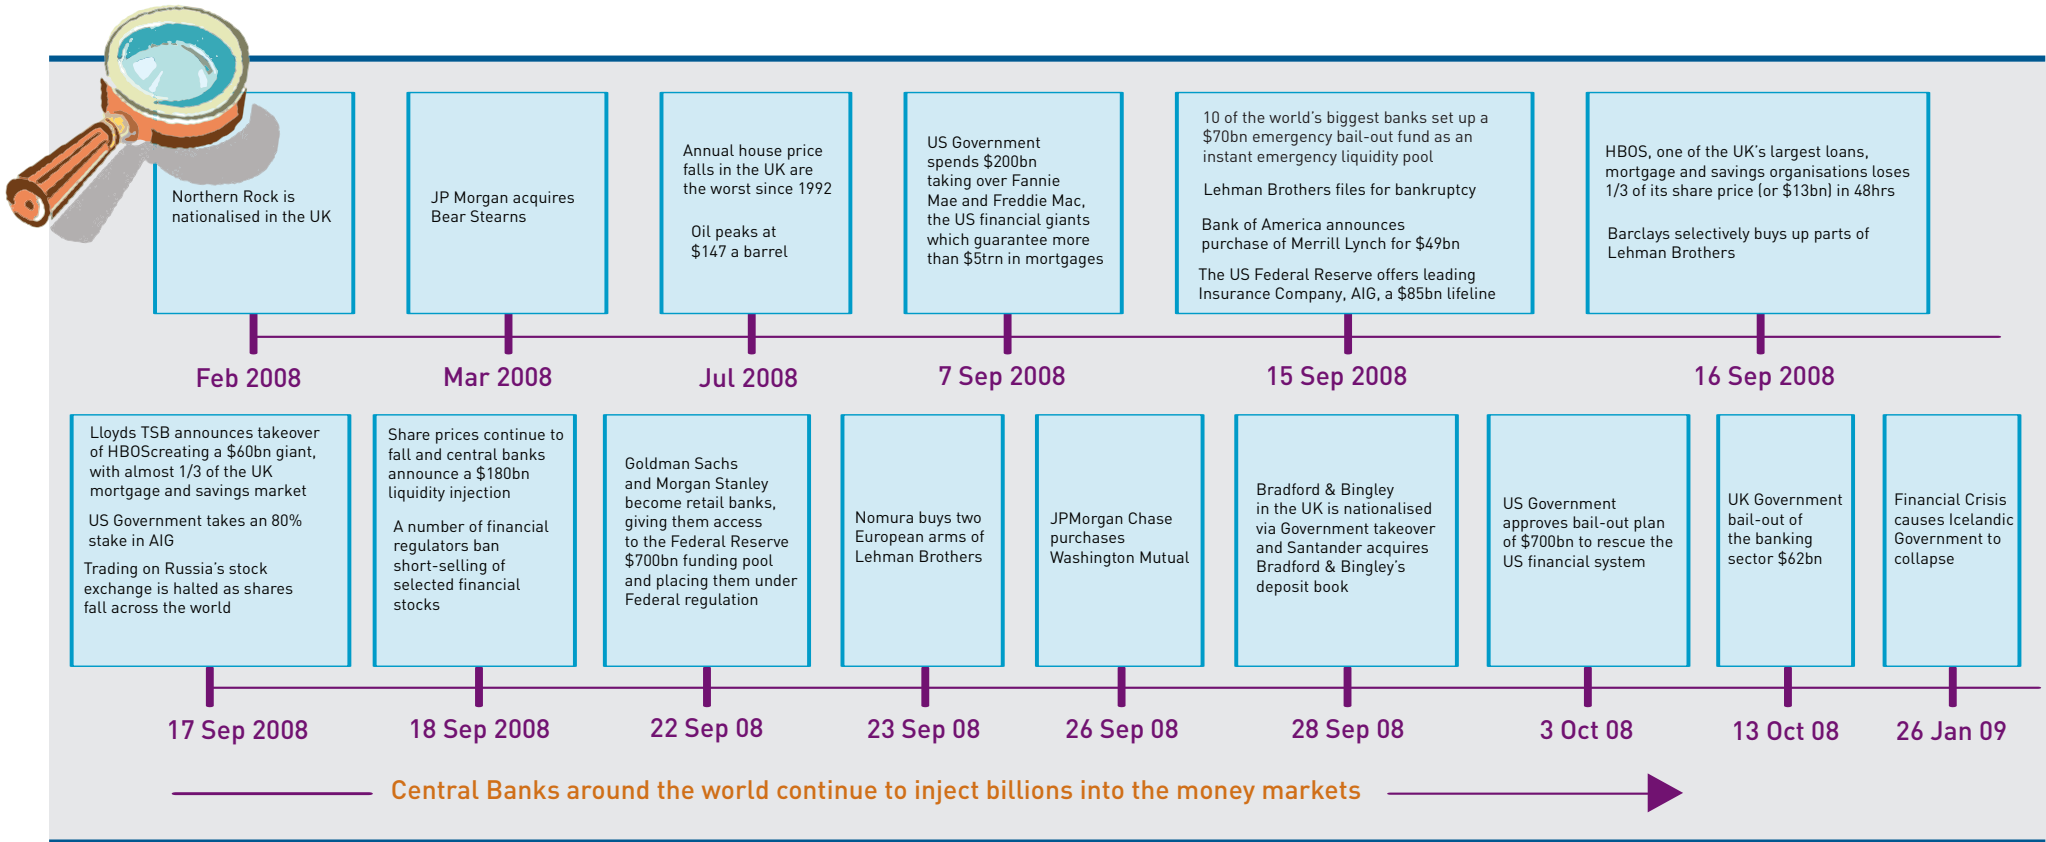 Northern Rock is
nationalised in the UK
Feb 2008
JP Morgan acquires
Bear Stearns
Mar 2008
Annual house price
falls in the UK are
the worst since 1992
Oil peaks at
$147 a barrel
Jul 2008
US Government
spends $200bn
taking over Fannie
Mae and Freddie Mac,
the US financial giants
which guarantee more
than $5trn in mortgages
7 Sep 2008
10 of the world's biggest banks set up a
$70bn emergency bail-out fund as an
instant emergency liquidity pool
Lehman Brothers files for bankruptcy
Bank of America announces
purchase of Merrill Lynch for $49bn
The US Federal Reserve offers leading
Insurance Company, AIG, a $85bn lifeline
15 Sep 2008
HBOS, one of the UK's largest loans,
mortgage and savings organisations loses
1/3 of its share price (or $13bn) in 48hrs
Barclays selectively buys up parts of
Lehman Brothers
16 Sep 2008
Lloyds TSB announces takeover
of HBOScreating a $60bn giant,
with almost 1/3 of the UK
mortgage and savings market
US Government takes an 80%
stake in AIG
Trading on Russia's stock
exchange is halted as shares
fall across the world
17 Sep 2008
Share prices continue to
fall and central banks
announce a $180bn
liquidity injection
A number of financial
regulators ban
short-selling of
selected financial
stocks
18 Sep 2008
Goldman Sachs
and Morgan Stanley
become retail banks,
giving them access
to the Federal Reserve
$700bn funding pool
and placing them under
Federal regulation
22 Sep 08
Nomura buys two
European arms of
Lehman Brothers
23 Sep 08
JPMorgan Chase
purchases
Washington Mutual
26 Sep 08
Bradford & Bingley
in the UK is nationalised
via Government takeover
and Santander acquires
Bradford & Bingley's
deposit book
28 Sep 08
US Government
approves bail-out plan
of $700bn to rescue the
US financial system
3 Oct 08
UK Government
bail-out of
the banking
sector $62bn
13 Oct 08
Financial Crisis
causes Icelandic
Government to
collapse
26 Jan 09
Central Banks around the world continue to inject billions into the money markets